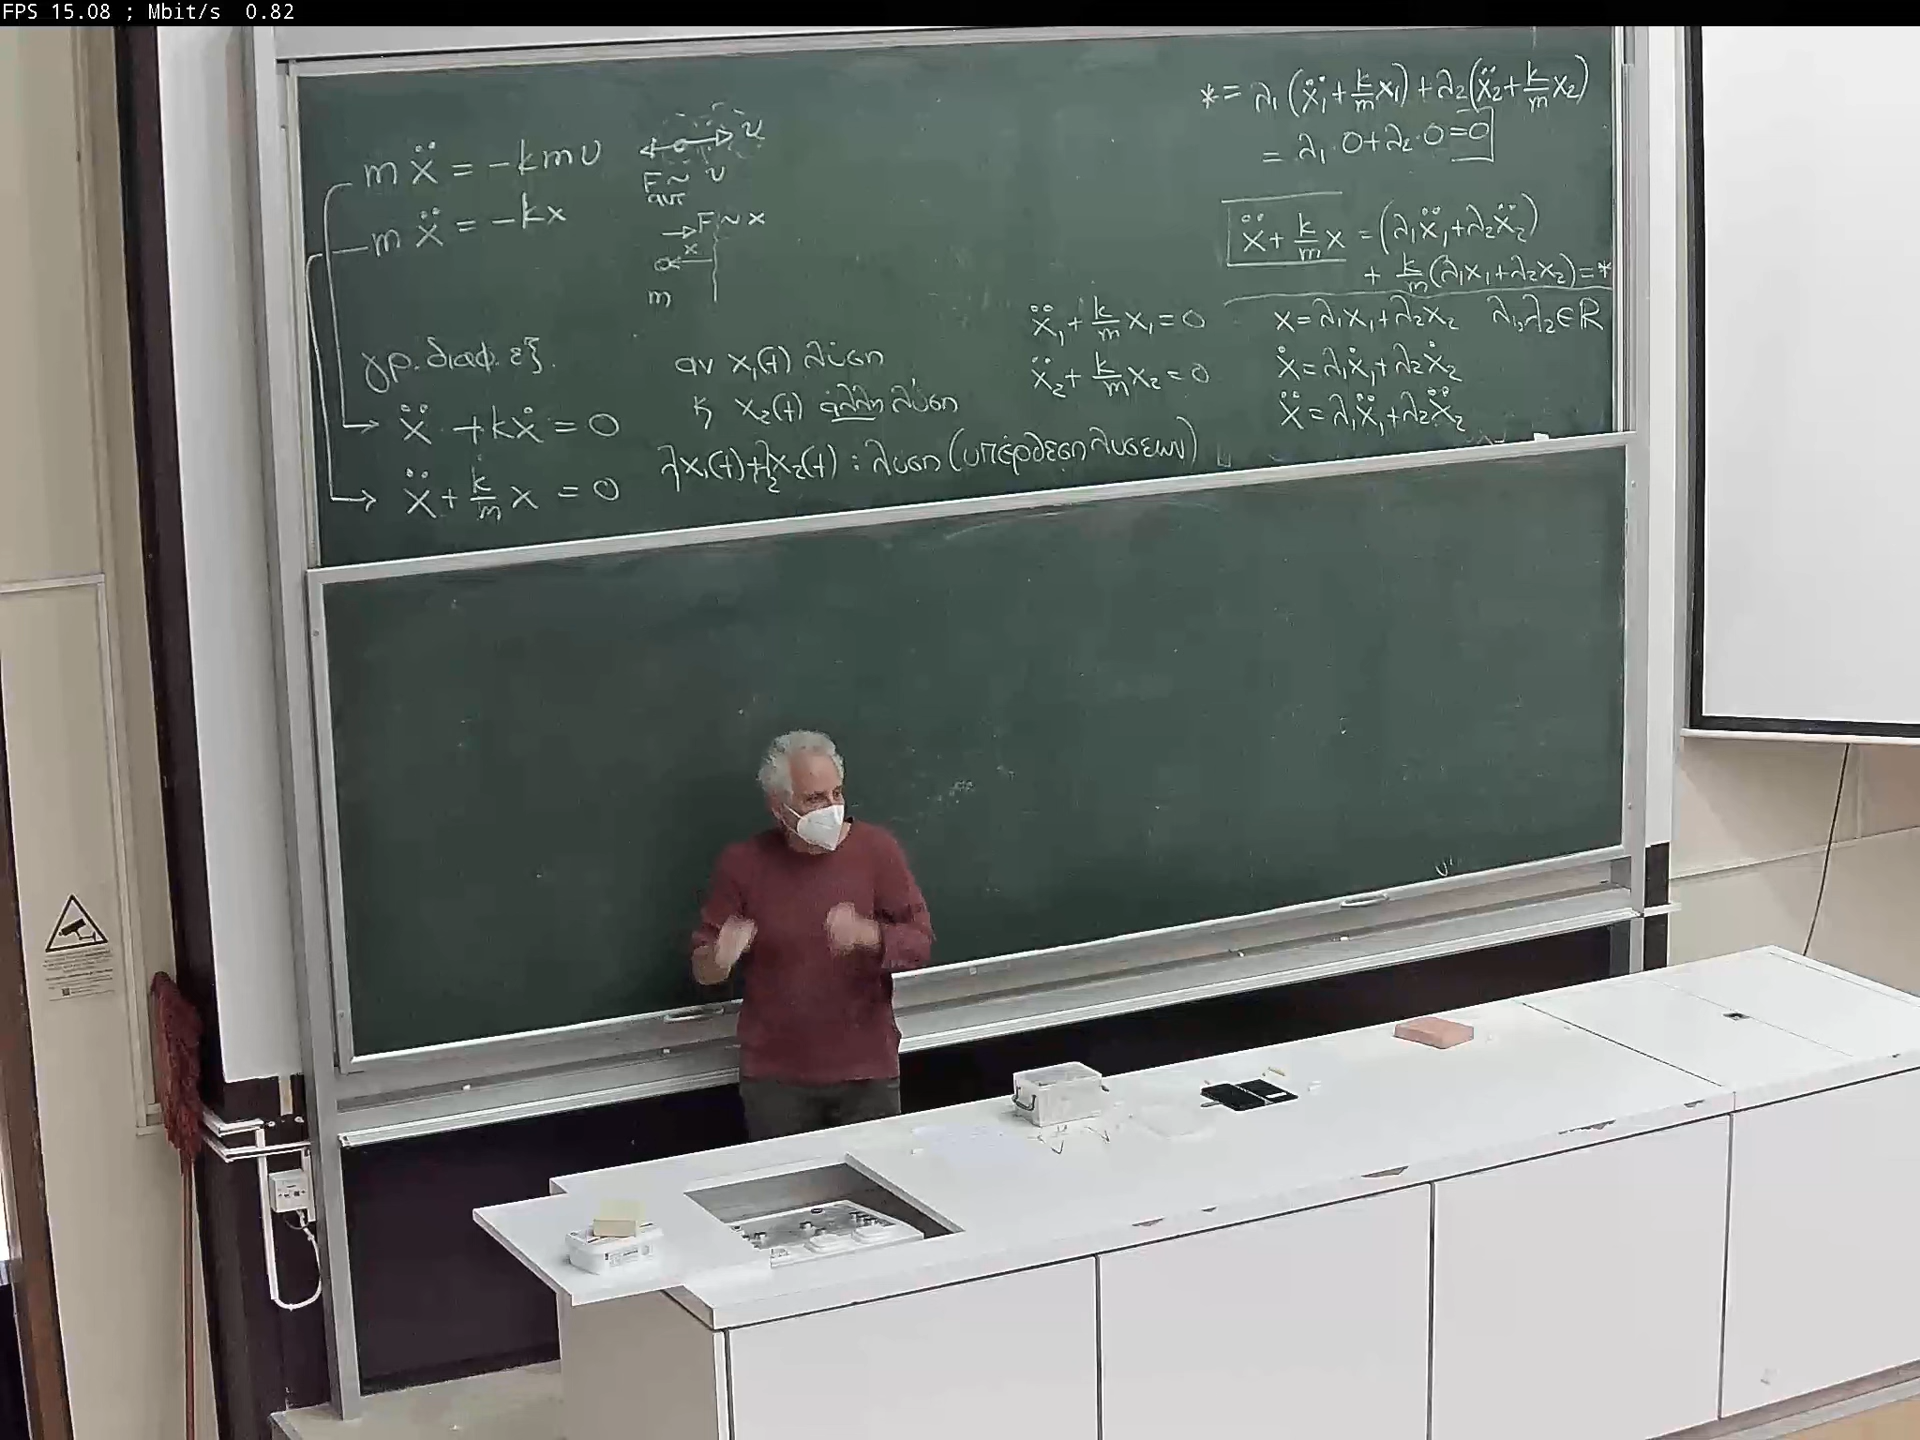 FPS 15.08 ; Mbit/s 0.82
mẍ = -kmυ
mẍ = -kx
υ
F ~ υ
αντ
F ~ x
x
m
γρ. διαφ. εξ.
ẍ + kẋ = 0
ẍ + k/m x = 0
αν x₁(t) λύση
κ x₂(t) άλλη λύση
λ₁x₁(t)+λ₂x₂(t) : λύση (υπέρθεση λύσεων)
ẍ₁ + k/m x₁ = 0
ẍ₂ + k/m x₂ = 0
* = λ₁(ẍ₁ + k/m x₁) + λ₂(ẍ₂ + k/m x₂)
= λ₁·0 + λ₂·0 = 0
ẍ + k/m x = (λ₁ẍ₁ + λ₂ẍ₂)
+ k/m (λ₁x₁ + λ₂x₂) = *
x = λ₁x₁ + λ₂x₂ λ₁,λ₂ ∈ R
ẋ = λ₁ẋ₁ + λ₂ẋ₂
ẍ = λ₁ẍ₁ + λ₂ẍ₂